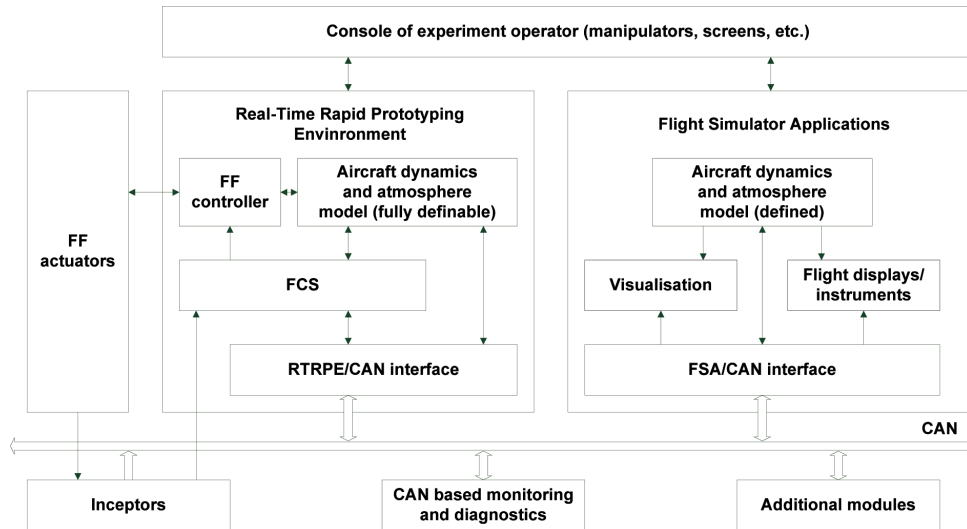 Console of experiment operator (manipulators, screens, etc.)
Real-Time Rapid Prototyping
Envinronment
Flight Simulator Applications
FF
controller
Aircraft dynamics
and atmosphere
model (fully definable)
Aircraft dynamics
and atmosphere
model (defined)
FF
actuators
FCS
Visualisation
Flight displays/
instruments
RTRPE/CAN interface
FSA/CAN interface
CAN
Inceptors
CAN based monitoring
and diagnostics
Additional modules